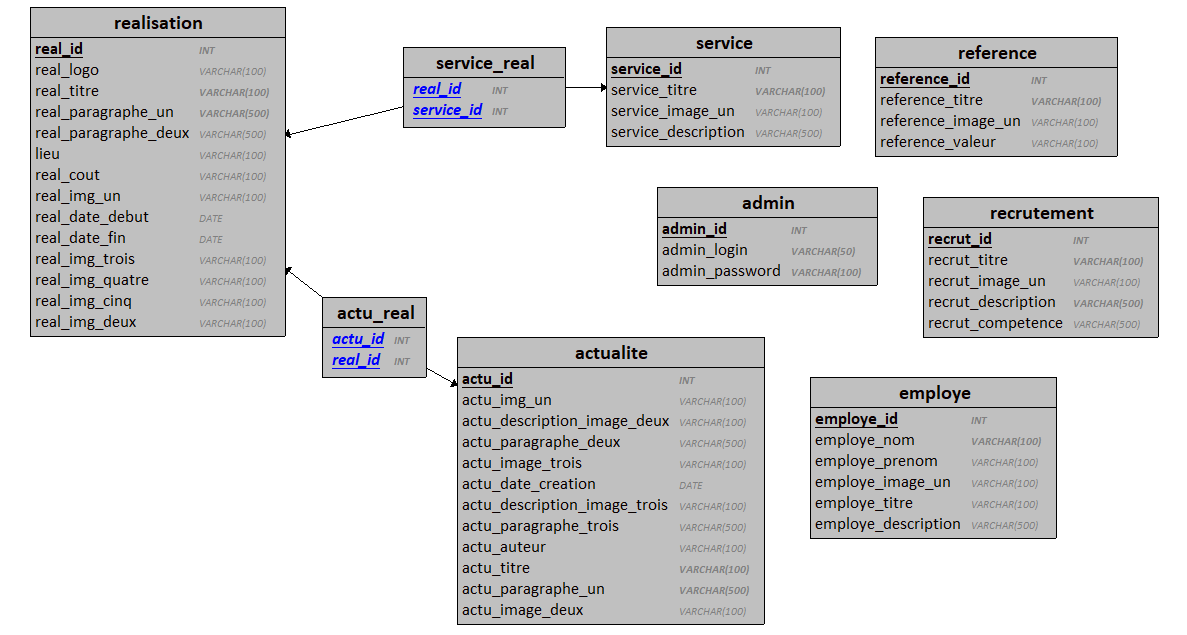 realisation
real_id INT
real_logo VARCHAR(100)
real_titre VARCHAR(100)
real_paragraphe_un VARCHAR(500)
real_paragraphe_deux VARCHAR(500)
lieu VARCHAR(100)
real_cout VARCHAR(100)
real_img_un VARCHAR(100)
real_date_debut DATE
real_date_fin DATE
real_img_trois VARCHAR(100)
real_img_quatre VARCHAR(100)
real_img_cinq VARCHAR(100)
real_img_deux VARCHAR(100)
service_real
real_id INT
service_id INT
service
service_id INT
service_titre VARCHAR(100)
service_image_un VARCHAR(100)
service_description VARCHAR(500)
reference
reference_id INT
reference_titre VARCHAR(100)
reference_image_un VARCHAR(100)
reference_valeur VARCHAR(100)
admin
admin_id INT
admin_login VARCHAR(50)
admin_password VARCHAR(100)
recrutement
recrut_id INT
recrut_titre VARCHAR(100)
recrut_image_un VARCHAR(100)
recrut_description VARCHAR(500)
recrut_competence VARCHAR(500)
actu_real
actu_id INT
real_id INT
actualite
actu_id INT
actu_img_un VARCHAR(100)
actu_description_image_deux VARCHAR(100)
actu_paragraphe_deux VARCHAR(500)
actu_image_trois VARCHAR(100)
actu_date_creation DATE
actu_description_image_trois VARCHAR(100)
actu_paragraphe_trois VARCHAR(500)
actu_auteur VARCHAR(100)
actu_titre VARCHAR(100)
actu_paragraphe_un VARCHAR(500)
actu_image_deux VARCHAR(100)
employe
employe_id INT
employe_nom VARCHAR(100)
employe_prenom VARCHAR(100)
employe_image_un VARCHAR(100)
employe_titre VARCHAR(100)
employe_description VARCHAR(500)